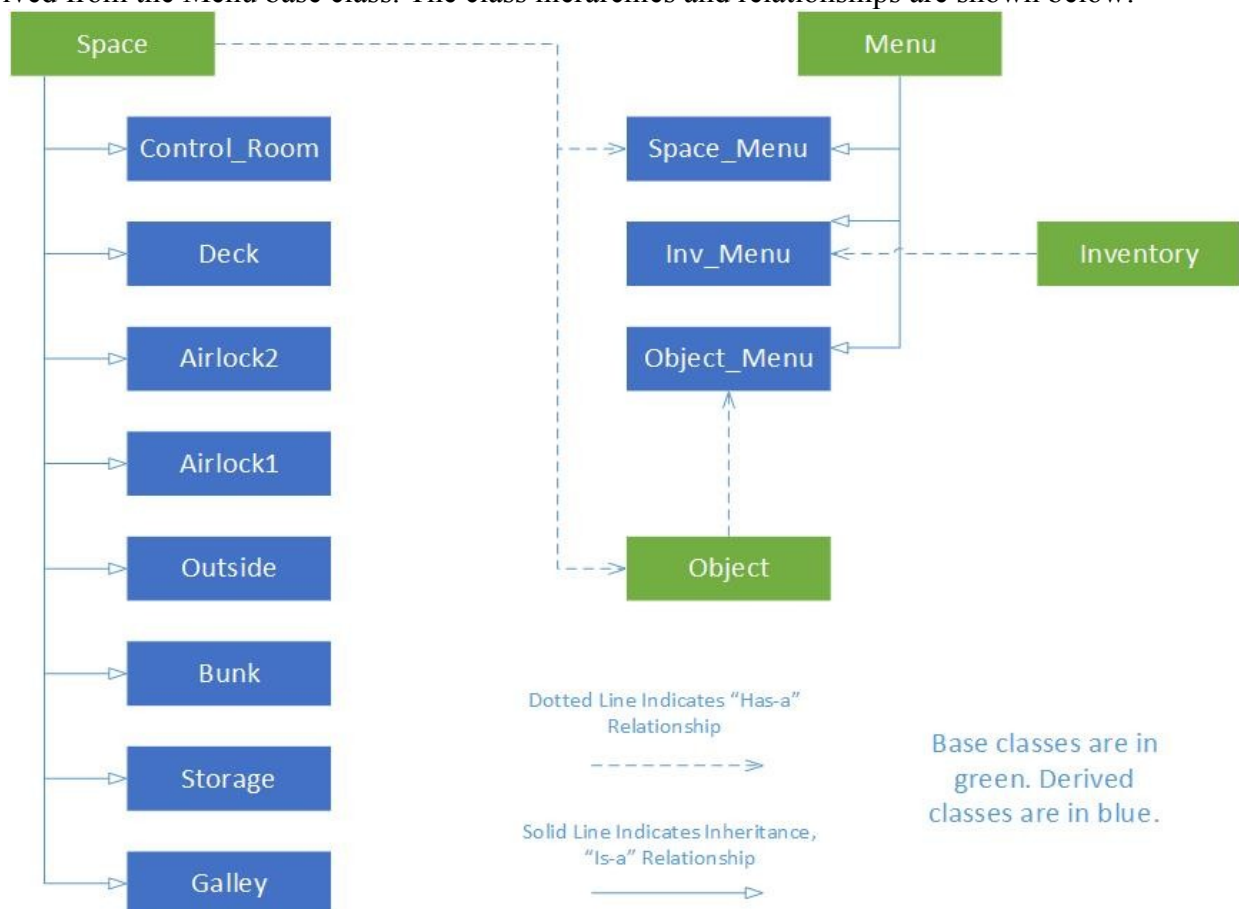 ved from the Menu base class. The class hierarchies and relationships are shown below:
Space
Menu
Control_Room
Space_Menu
Deck
Inv_Menu
Inventory
Airlock2
Object_Menu
Airlock1
Outside
Object
Bunk
Dotted Line Indicates “Has-a”
Relationship
Base classes are in
green. Derived
classes are in blue.
Storage
Solid Line Indicates Inheritance,
“Is-a” Relationship
Galley